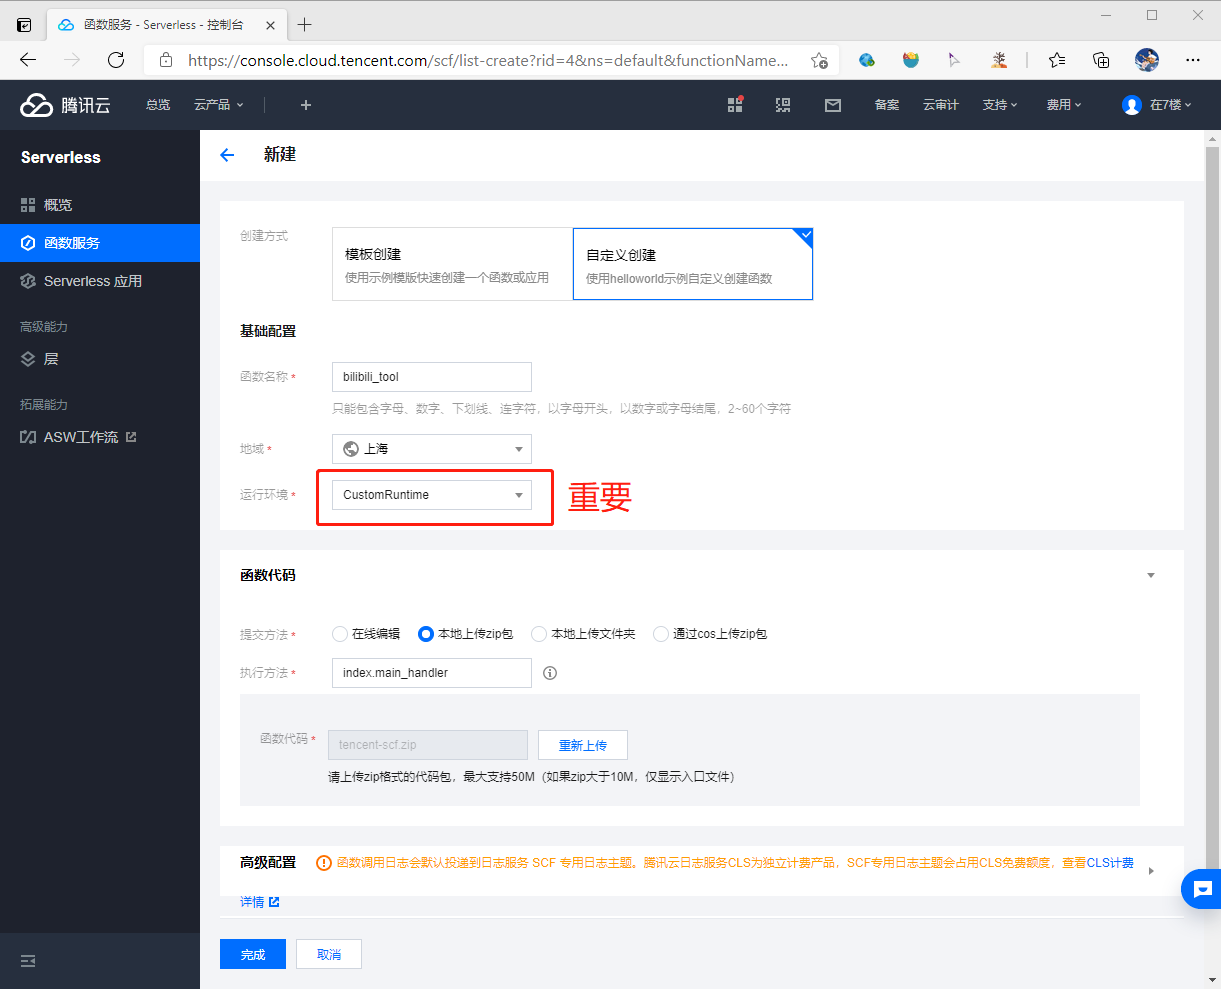 函数服务 - Serverless - 控制台
https://console.cloud.tencent.com/scf/list-create?rid=4&ns=default&functionName...
腾讯云 总览 云产品 备案 云审计 支持 费用 在7楼
Serverless
概览
函数服务
Serverless 应用
高级能力
层
拓展能力
ASW工作流
新建
创建方式
模板创建
使用示例模版快速创建一个函数或应用
自定义创建
使用helloworld示例自定义创建函数
基础配置
函数名称 * bilibili_tool
只能包含字母、数字、下划线、连字符，以字母开头，以数字或字母结尾，2~60个字符
地域 * 上海
运行环境 * CustomRuntime 重要
函数代码
提交方法 * 在线编辑 本地上传zip包 本地上传文件夹 通过cos上传zip包
执行方法 * index.main_handler
函数代码 * tencent-scf.zip 重新上传
请上传zip格式的代码包，最大支持50M（如果zip大于10M，仅显示入口文件）
高级配置 函数调用日志会默认投递到日志服务 SCF 专用日志主题。腾讯云日志服务CLS为独立计费产品，SCF专用日志主题会占用CLS免费额度，查看CLS计费
详情
完成 取消